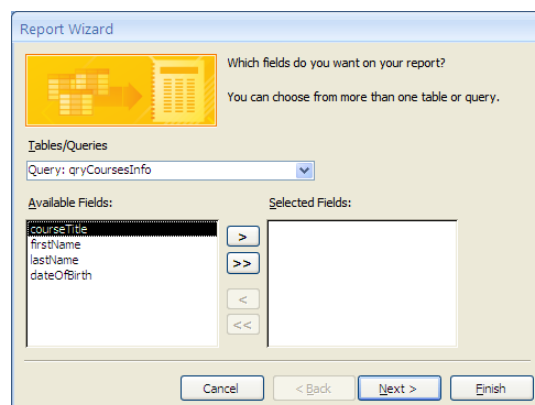 Report Wizard
Which fields do you want on your report?
You can choose from more than one table or query.
Tables/Queries
Query: qryCoursesInfo
Available Fields:
Selected Fields:
courseTitle
firstName
lastName
dateOfBirth
>
>>
<
<<
Cancel
< Back
Next >
Finish